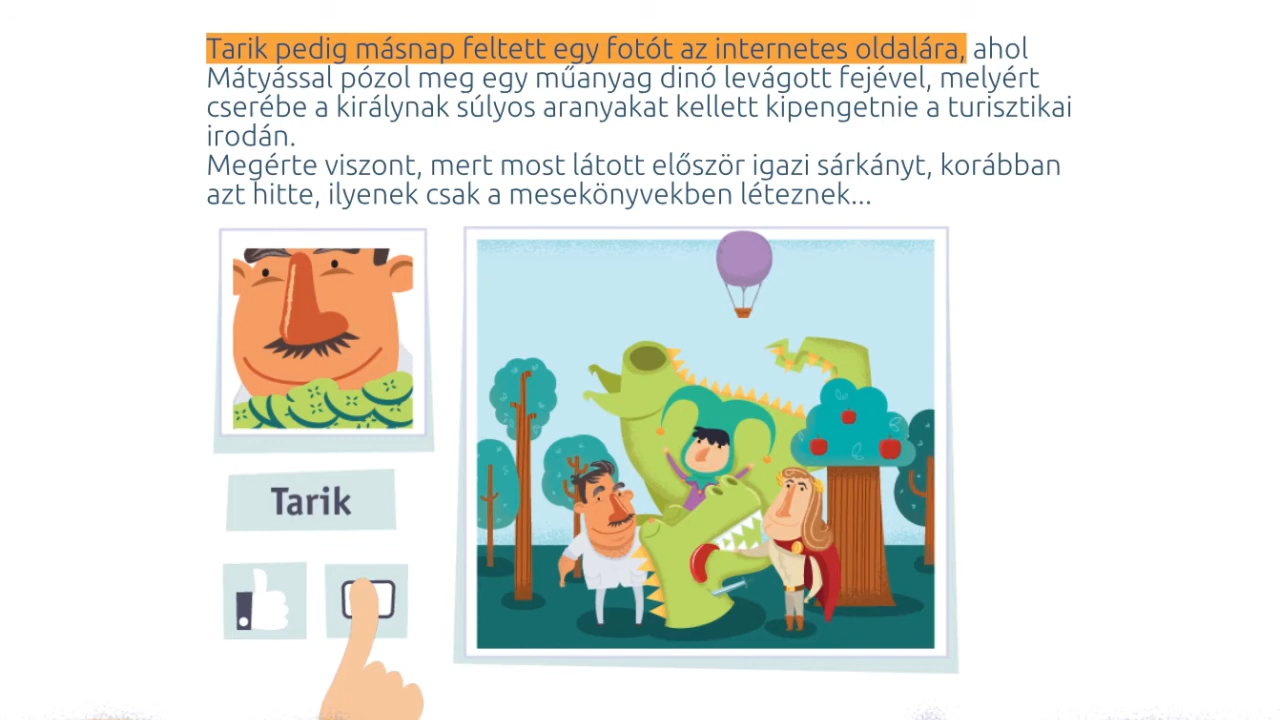 Tarik pedig másnap feltett egy fotót az internetes oldalára, ahol
Mátyással pózol meg egy műanyag dinó levágott fejével, melyért
cserébe a királynak súlyos aranyakat kellett kipengetnie a turisztikai
irodán.
Megérte viszont, mert most látott először igazi sárkányt, korábban
azt hitte, ilyenek csak a mesekönyvekben léteznek...
Tarik